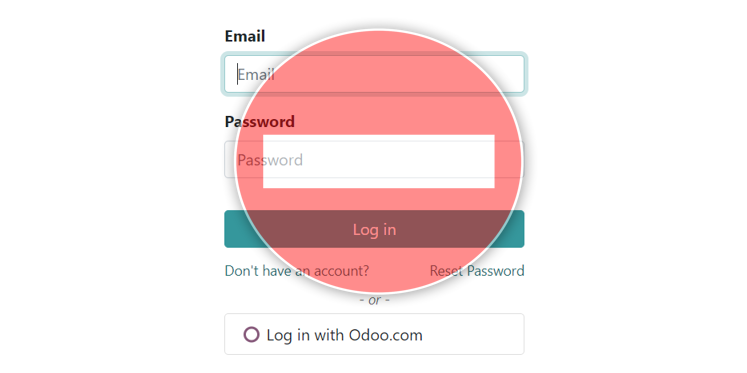 Email
Email
Password
Password
Log in
Don't have an account? Reset Password
- or -
Log in with Odoo.com